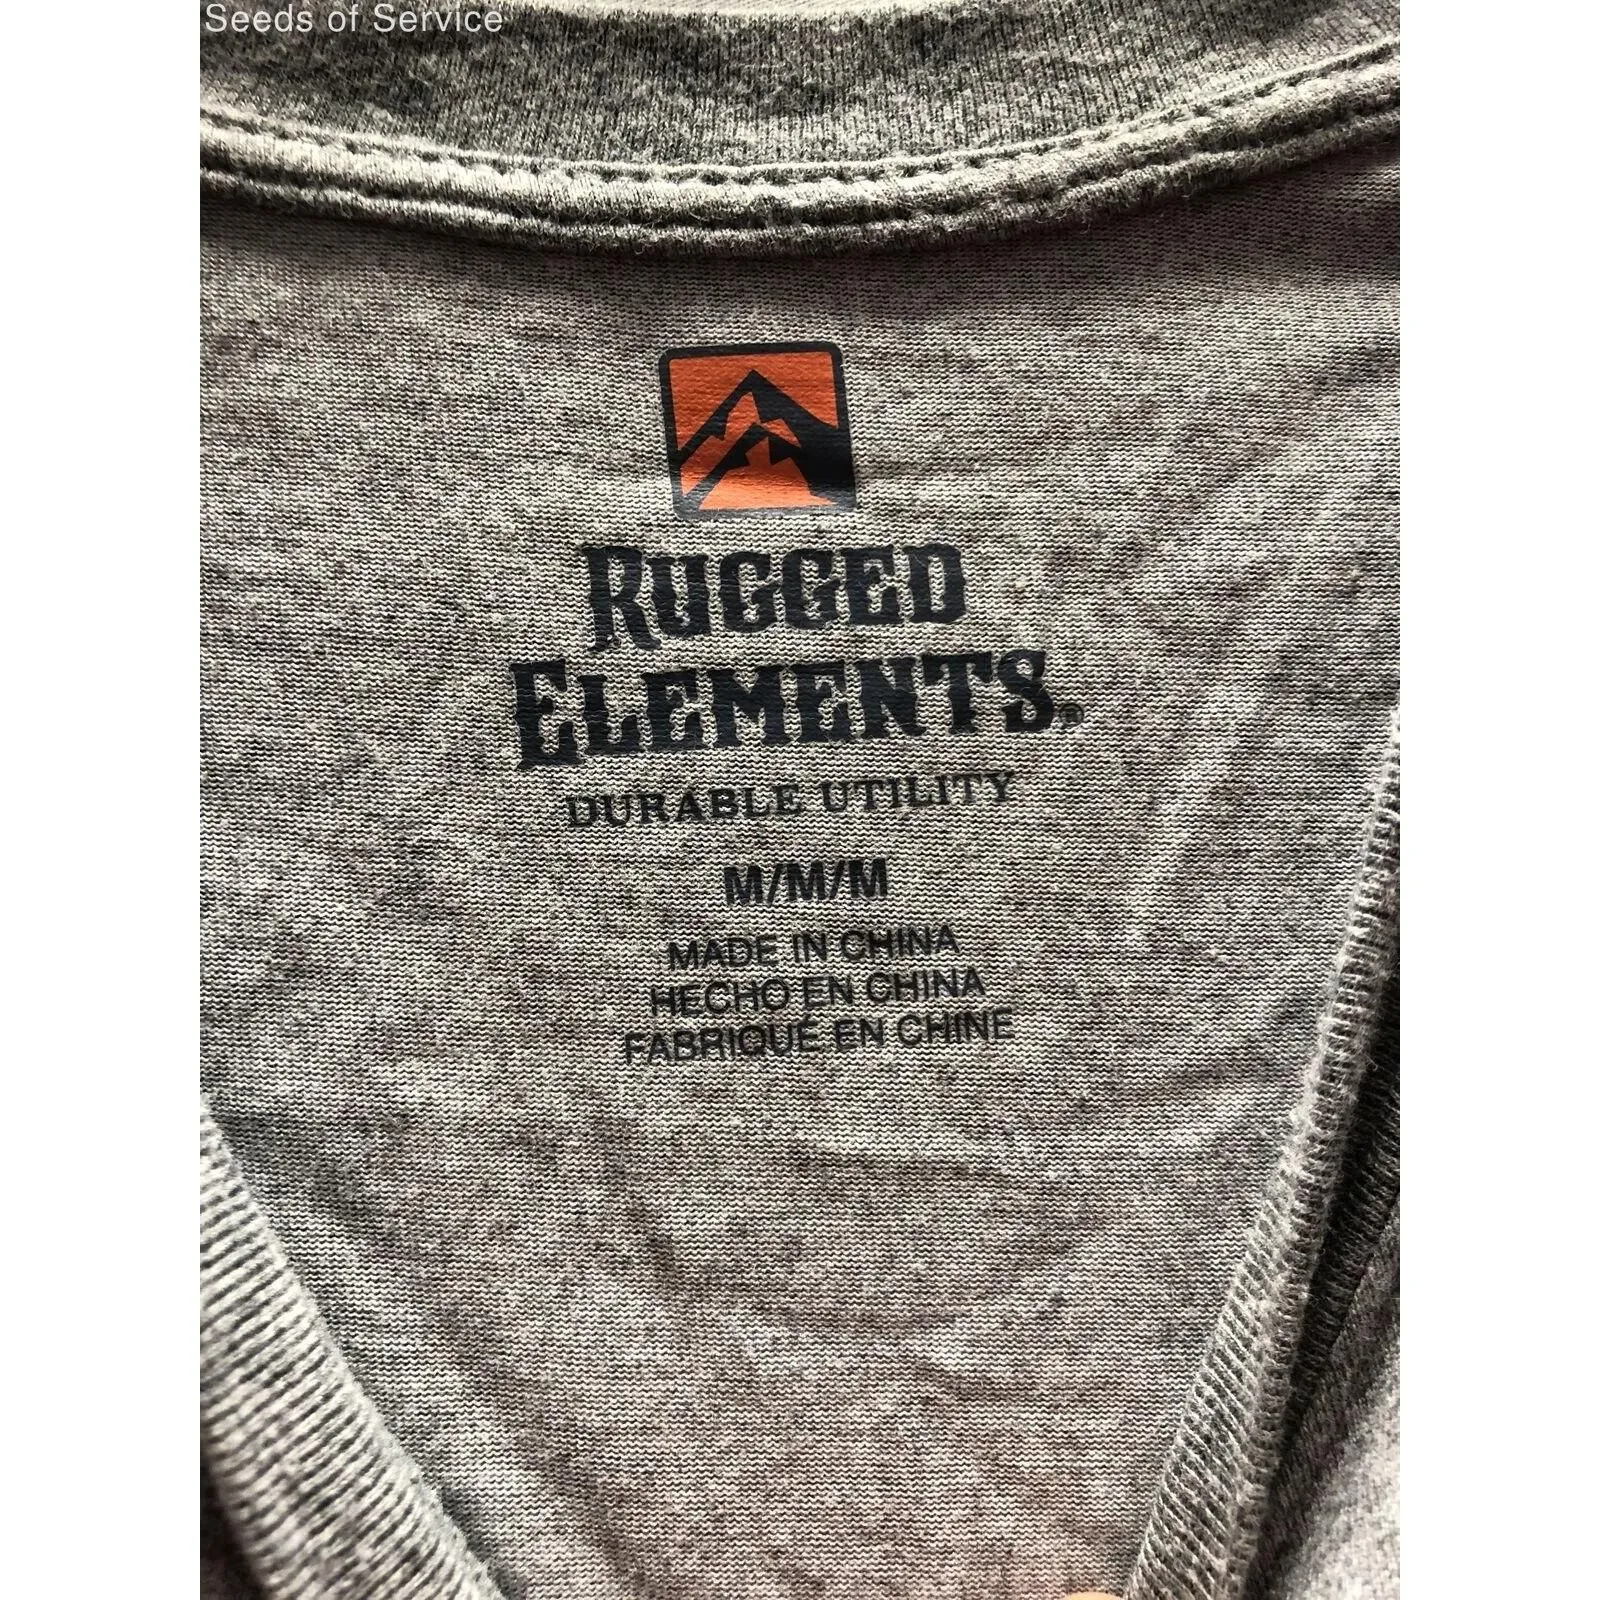 Seeds of Service
RUGGED
ELEMENTS®
DURABLE UTILITY
M/M/M
MADE IN CHINA
HECHO EN CHINA
FABRIQUÉ EN CHINE